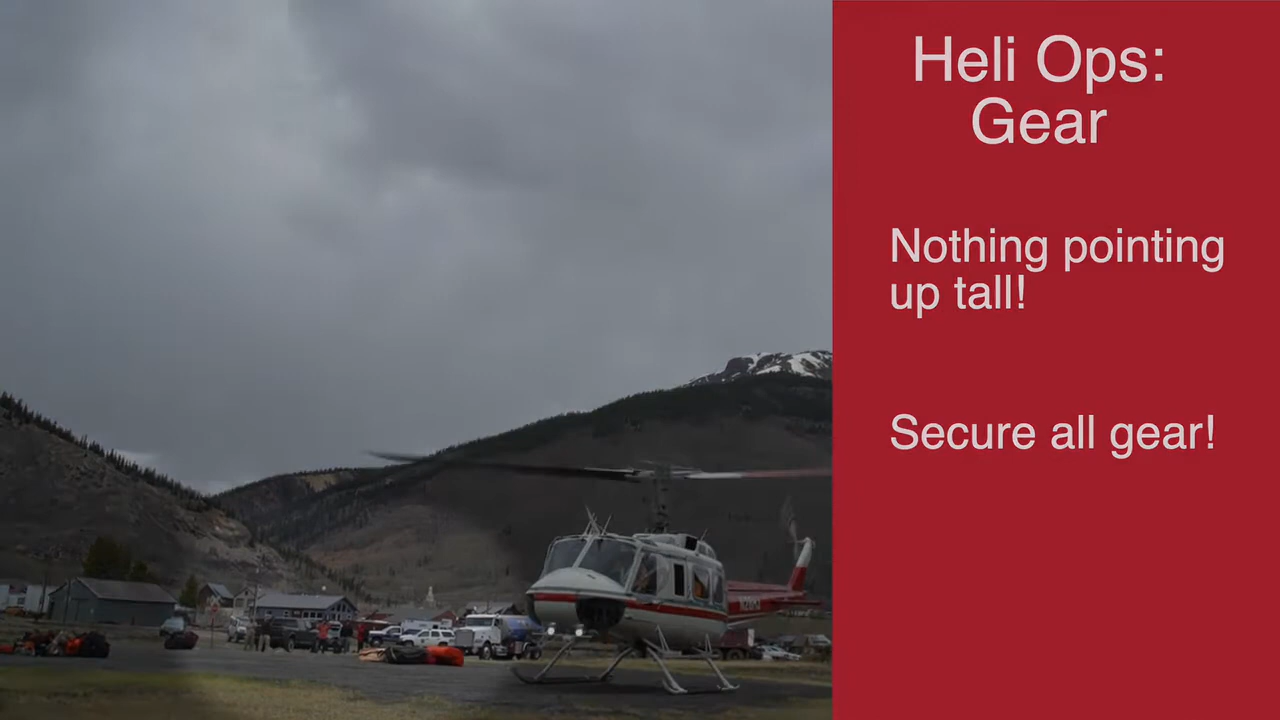 Heli Ops:
Gear
Nothing pointing
up tall!
Secure all gear!